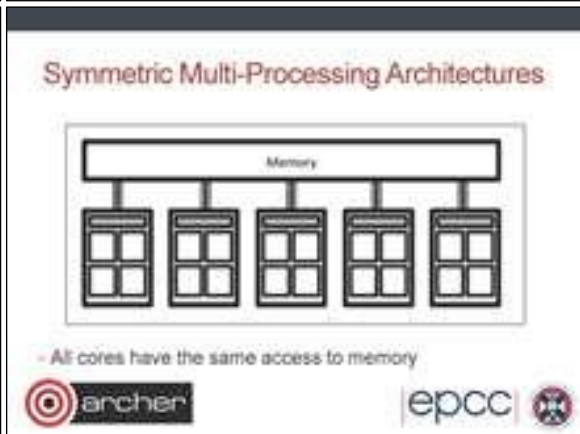 Symmetric Multi-Processing Architectures
Memory
- All cores have the same access to memory
archer
epcc